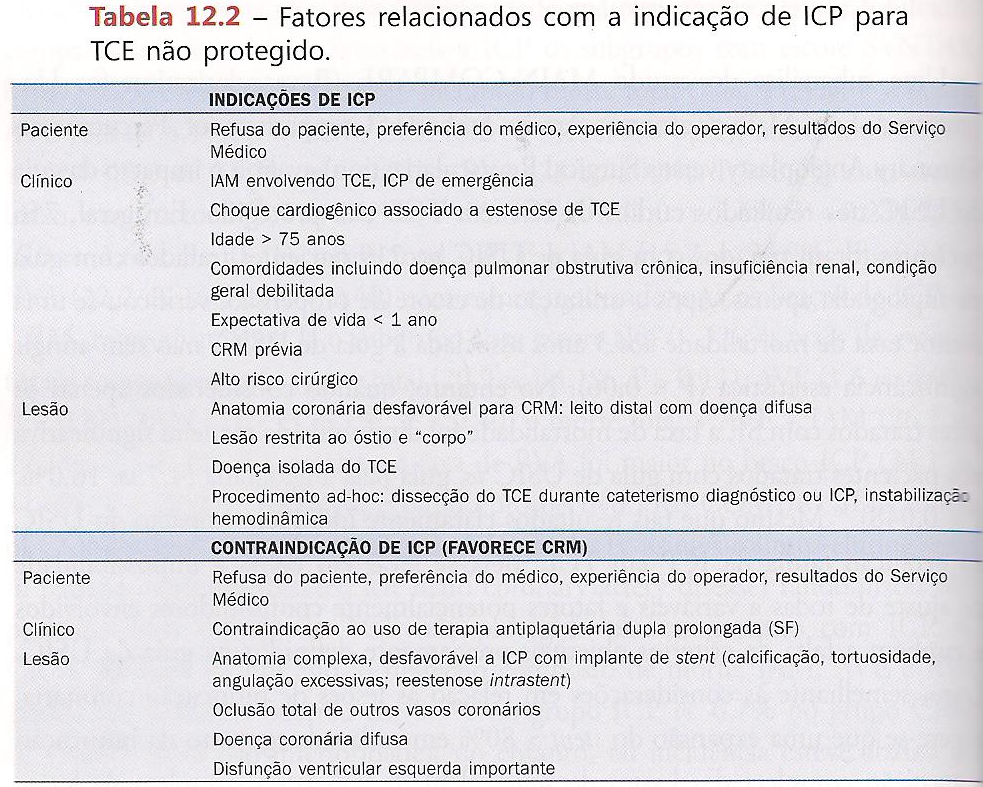 Tabela 12.2 – Fatores relacionados com a indicação de ICP para
TCE não protegido.
INDICAÇÕES DE ICP
Paciente Refusa do paciente, preferência do médico, experiência do operador, resultados do Serviço
Médico
Clínico IAM envolvendo TCE, ICP de emergência
Choque cardiogênico associado a estenose de TCE
Idade > 75 anos
Comordidades incluindo doença pulmonar obstrutiva crônica, insuficiência renal, condição
geral debilitada
Expectativa de vida < 1 ano
CRM prévia
Alto risco cirúrgico
Lesão Anatomia coronária desfavorável para CRM: leito distal com doença difusa
Lesão restrita ao óstio e “corpo”
Doença isolada do TCE
Procedimento ad-hoc: dissecção do TCE durante cateterismo diagnóstico ou ICP, instabilização
hemodinâmica
CONTRAINDICAÇÃO DE ICP (FAVORECE CRM)
Paciente Refusa do paciente, preferência do médico, experiência do operador, resultados do Serviço
Médico
Clínico Contraindicação ao uso de terapia antiplaquetária dupla prolongada (SF)
Lesão Anatomia complexa, desfavorável a ICP com implante de stent (calcificação, tortuosidade,
angulação excessivas; reestenose intrastent)
Oclusão total de outros vasos coronários
Doença coronária difusa
Disfunção ventricular esquerda importante